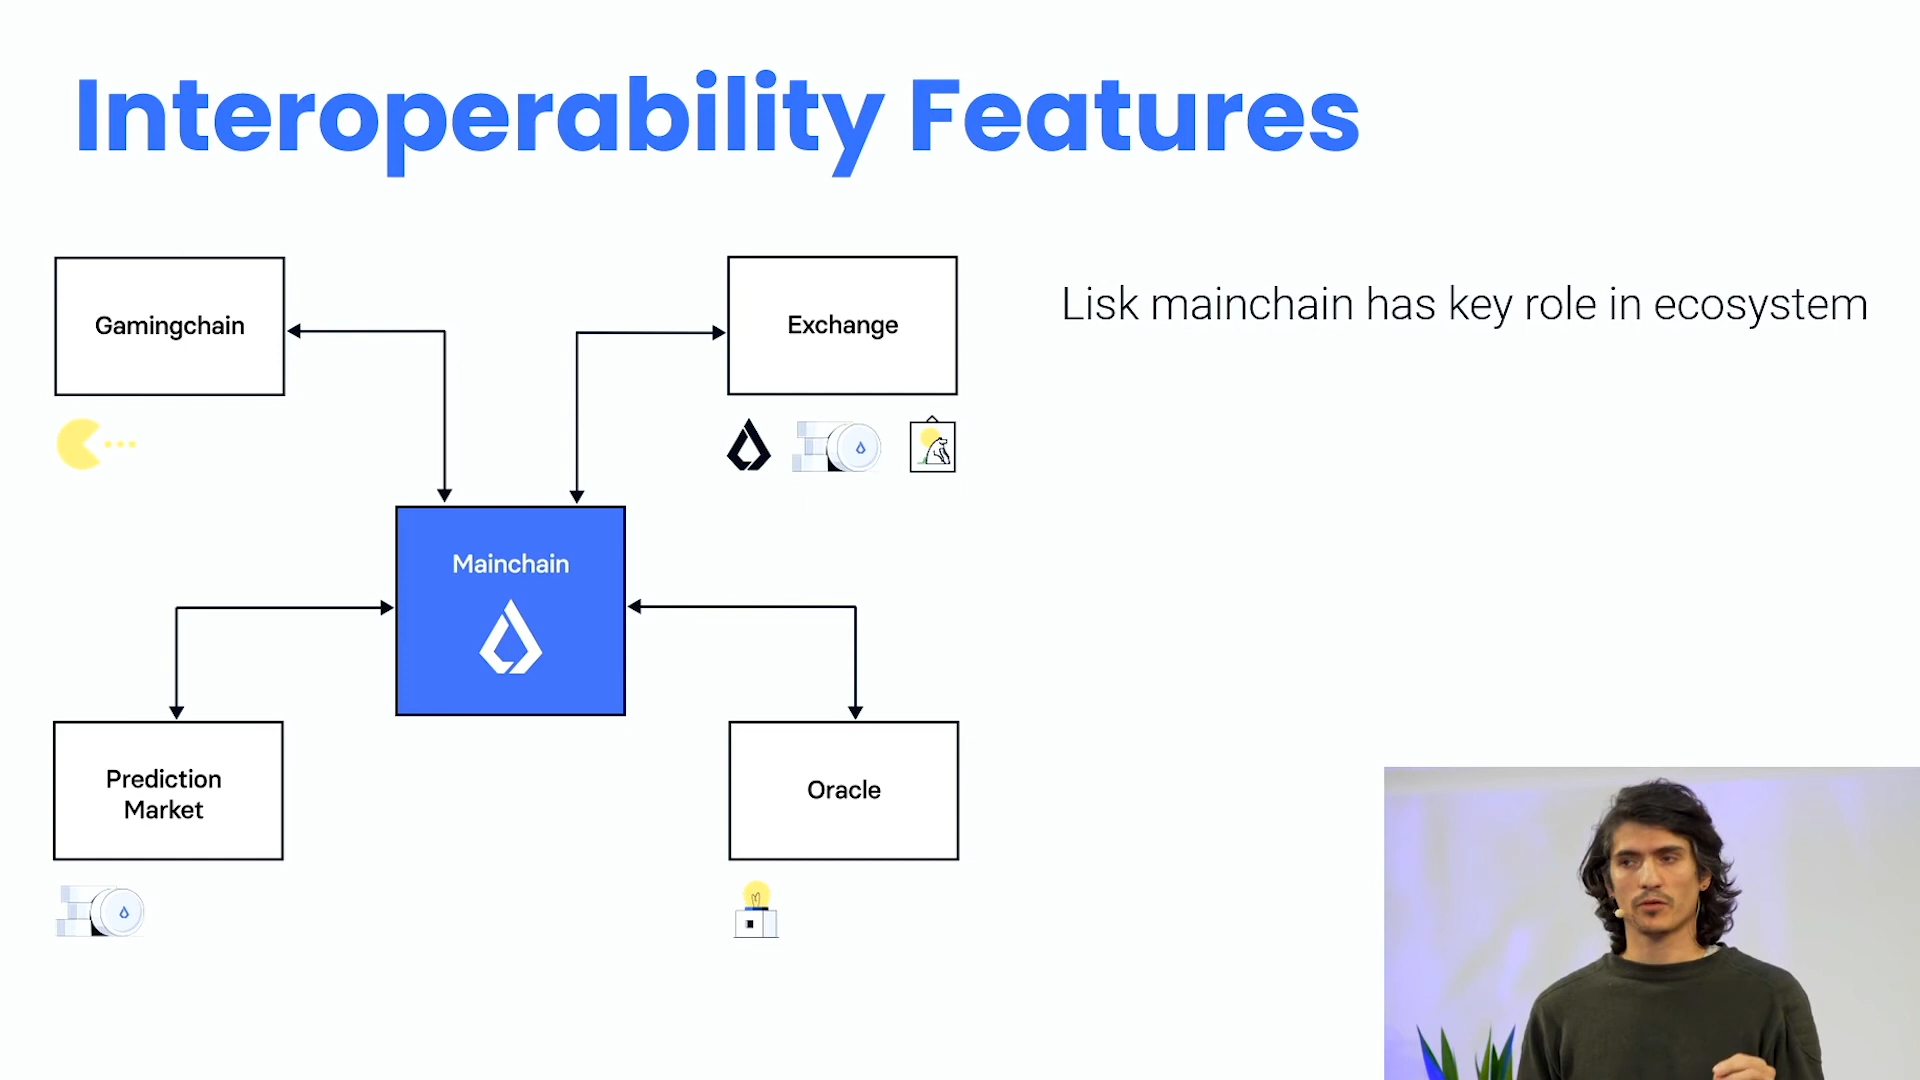 Interoperability Features
Gamingchain
Exchange
Lisk mainchain has key role in ecosystem
Mainchain
Prediction
Market
Oracle